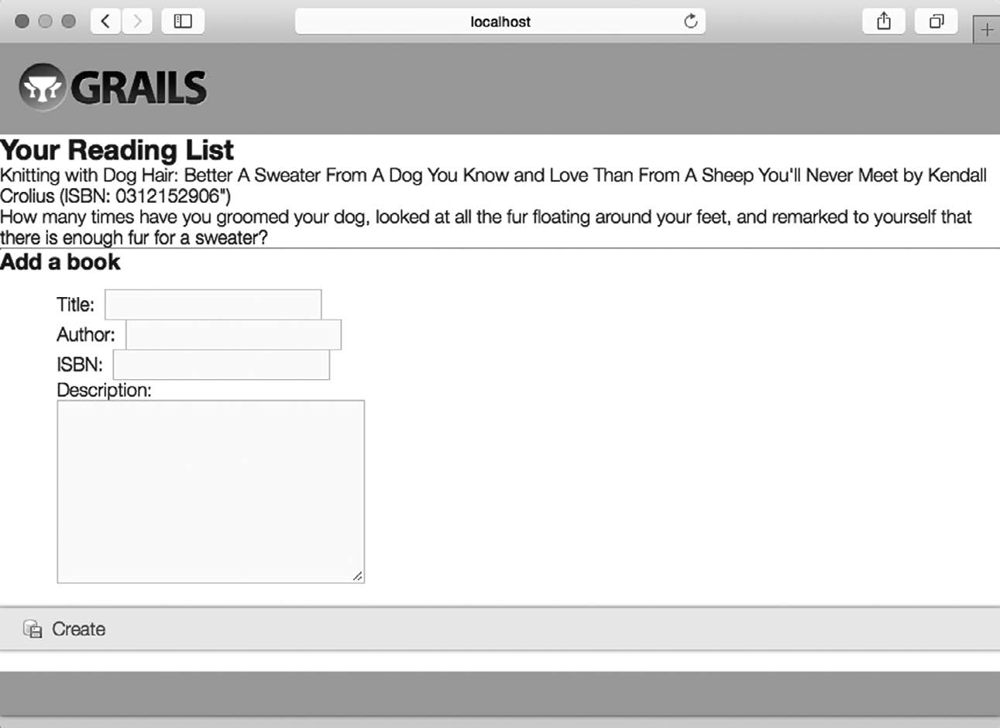 localhost
GRAILS
Your Reading List
Knitting with Dog Hair: Better A Sweater From A Dog You Know and Love Than From A Sheep You'll Never Meet by Kendall
Crolius (ISBN: 0312152906")
How many times have you groomed your dog, looked at all the fur floating around your feet, and remarked to yourself that
there is enough fur for a sweater?
Add a book
Title:
Author:
ISBN:
Description:
Create